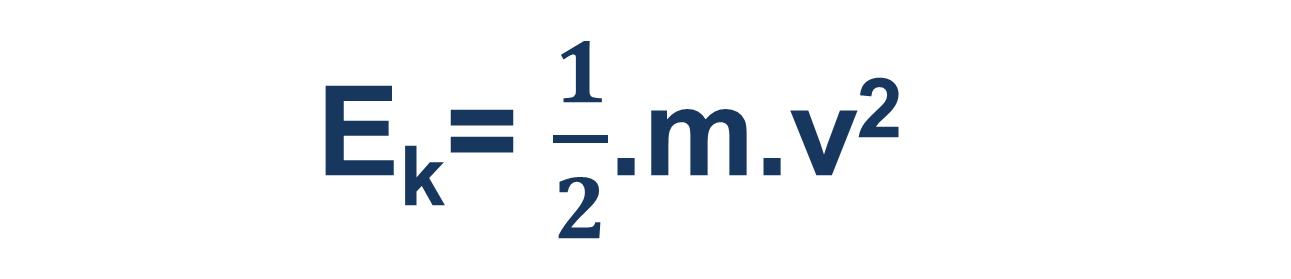 Eₖ= 1/2 .m.v²